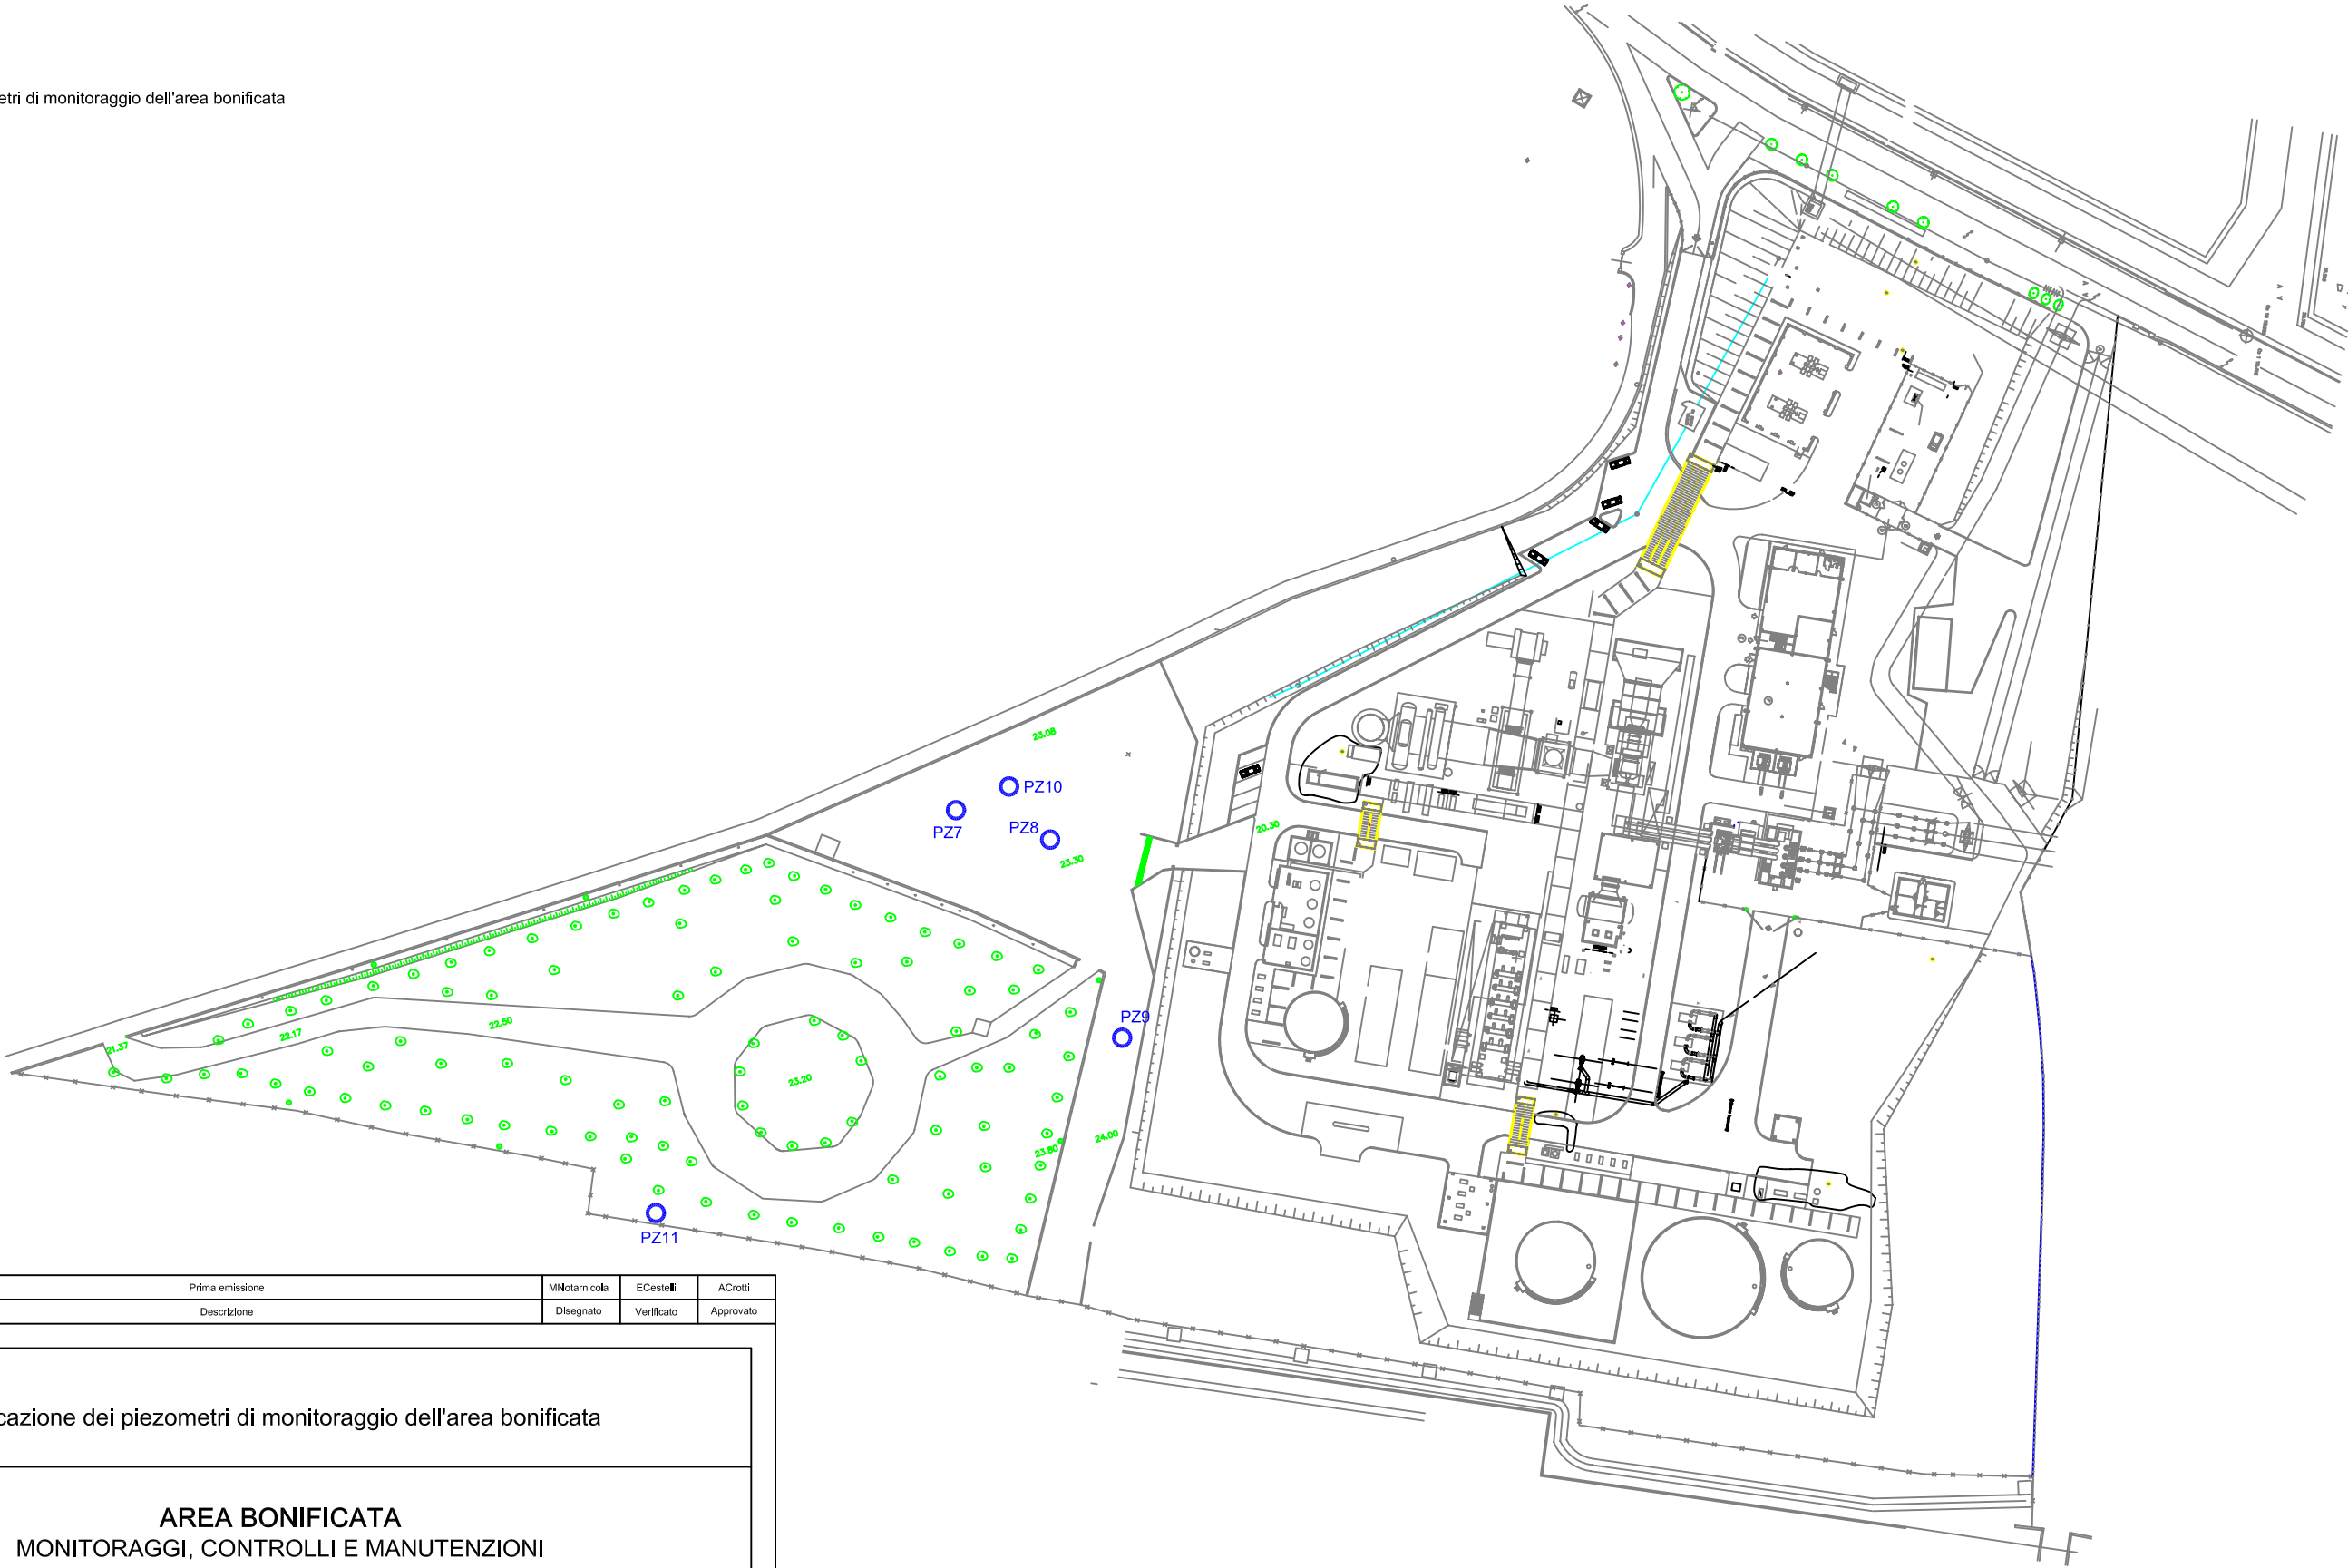 etri di monitoraggio dell'area bonificata
23.08
PZ10
PZ7
PZ8
23.30
20.30
PZ9
21.37
22.17
22.50
23.20
23.80
24.00
PZ11
Prima emissione MNotarnicola ECestelli ACrotti
Descrizione Disegnato Verificato Approvato
cazione dei piezometri di monitoraggio dell'area bonificata
AREA BONIFICATA
MONITORAGGI, CONTROLLI E MANUTENZIONI